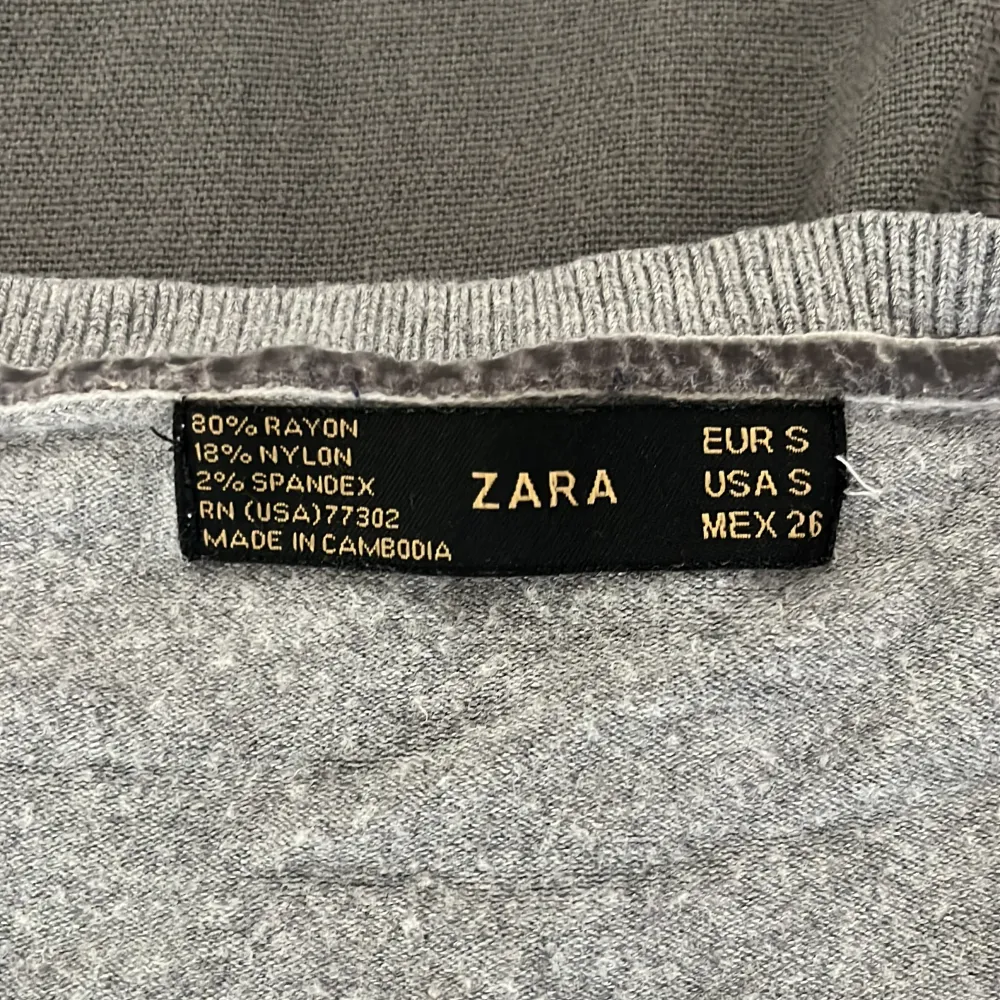 80% RAYON
18% NYLON
2% SPANDEX
RN (USA)77302
MADE IN CAMBODIA
ZARA
EUR S
USA S
MEX 26